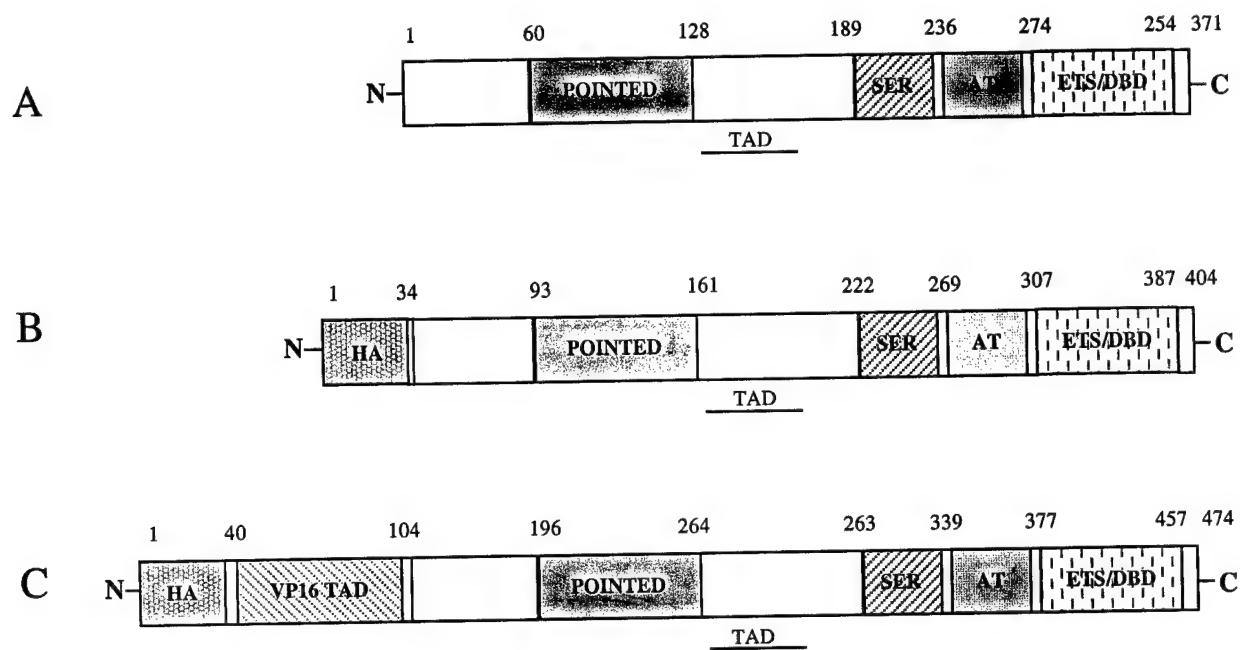 1 60 128 189 236 274 254 371
A N POINTED SER AT ETS/DBD C
TAD
1 34 93 161 222 269 307 387 404
B N HA POINTED SER AT ETS/DBD C
TAD
1 40 104 196 264 263 339 377 457 474
C N HA VP16 TAD POINTED SER AT ETS/DBD C
TAD